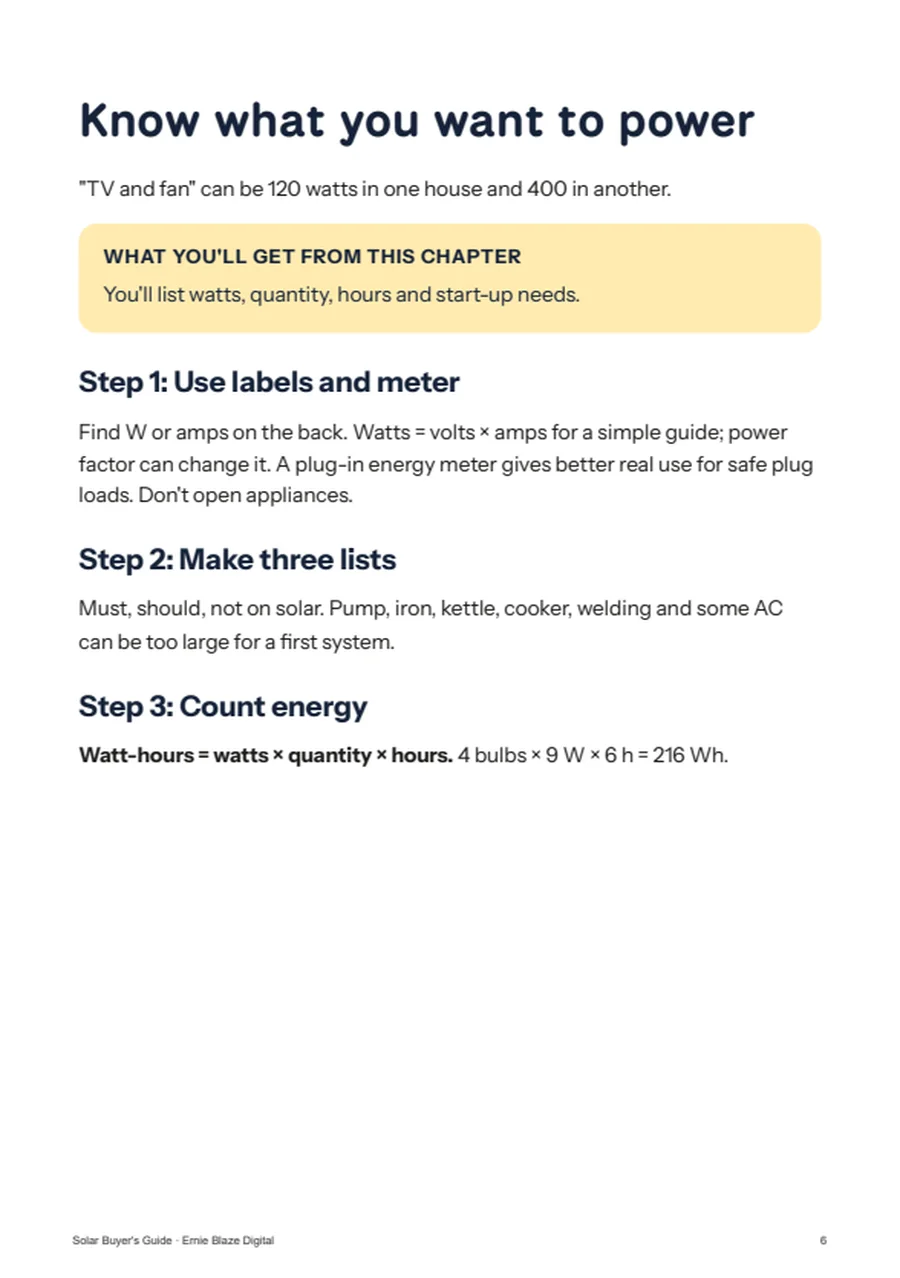 Know what you want to power
"TV and fan" can be 120 watts in one house and 400 in another.
WHAT YOU'LL GET FROM THIS CHAPTER
You'll list watts, quantity, hours and start-up needs.
Step 1: Use labels and meter
Find W or amps on the back. Watts = volts × amps for a simple guide; power
factor can change it. A plug-in energy meter gives better real use for safe plug
loads. Don't open appliances.
Step 2: Make three lists
Must, should, not on solar. Pump, iron, kettle, cooker, welding and some AC
can be too large for a first system.
Step 3: Count energy
Watt-hours = watts × quantity × hours. 4 bulbs × 9 W × 6 h = 216 Wh.
Solar Buyer's Guide · Ernie Blaze Digital
6